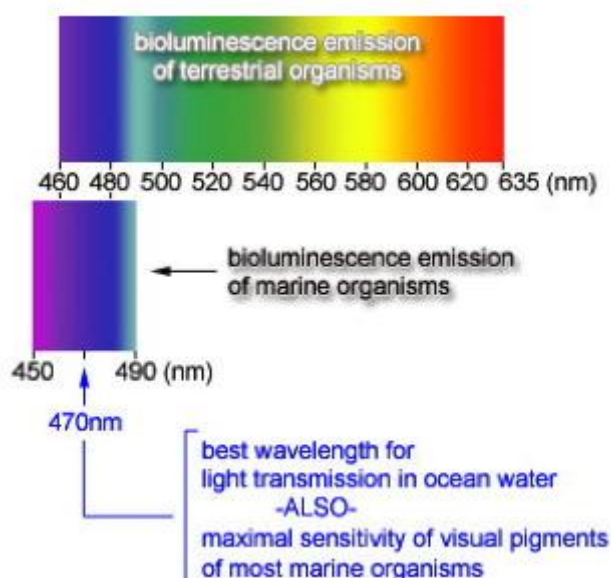 bioluminescence emission
of terrestrial organisms
460 480 500 520 540 560 580 600 620 635 (nm)
bioluminescence emission
of marine organisms
450 490 (nm)
470nm
best wavelength for
light transmission in ocean water
-ALSO-
maximal sensitivity of visual pigments
of most marine organisms